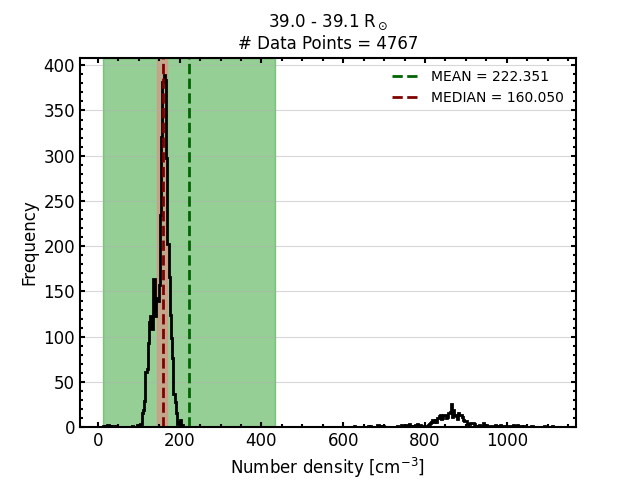 39.0 - 39.1 R⊙
# Data Points = 4767
MEAN = 222.351
MEDIAN = 160.050
400
350
300
250
200
150
100
50
0
Frequency
0 200 400 600 800 1000
Number density [cm⁻³]